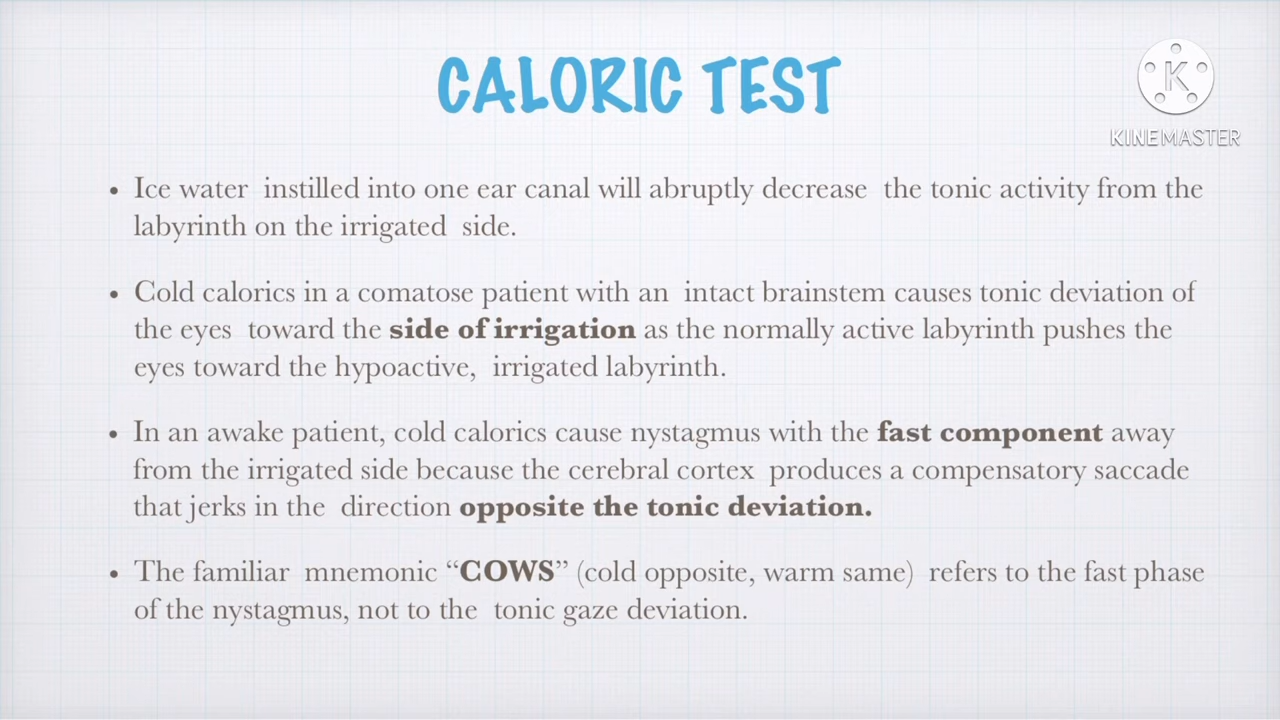 CALORIC TEST
K
KINEMASTER
• Ice water instilled into one ear canal will abruptly decrease the tonic activity from the
labyrinth on the irrigated side.
• Cold calorics in a comatose patient with an intact brainstem causes tonic deviation of
the eyes toward the side of irrigation as the normally active labyrinth pushes the
eyes toward the hypoactive, irrigated labyrinth.
• In an awake patient, cold calorics cause nystagmus with the fast component away
from the irrigated side because the cerebral cortex produces a compensatory saccade
that jerks in the direction opposite the tonic deviation.
• The familiar mnemonic “COWS” (cold opposite, warm same) refers to the fast phase
of the nystagmus, not to the tonic gaze deviation.